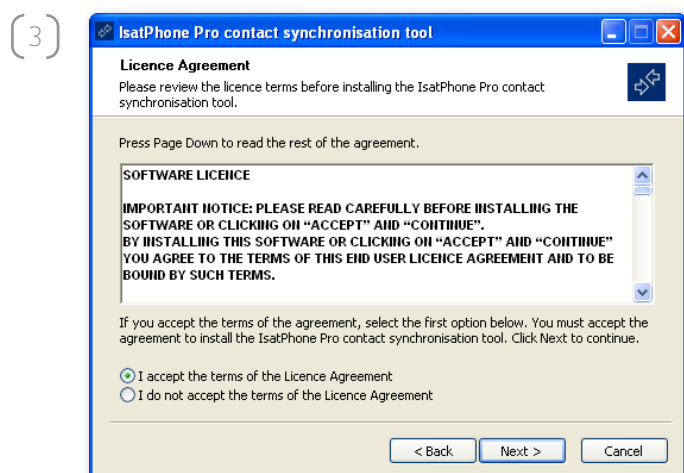 (3)
IsatPhone Pro contact synchronisation tool
Licence Agreement
Please review the licence terms before installing the IsatPhone Pro contact
synchronisation tool.
Press Page Down to read the rest of the agreement.
SOFTWARE LICENCE
IMPORTANT NOTICE: PLEASE READ CAREFULLY BEFORE INSTALLING THE
SOFTWARE OR CLICKING ON “ACCEPT” AND “CONTINUE”.
BY INSTALLING THIS SOFTWARE OR CLICKING ON “ACCEPT” AND “CONTINUE”
YOU AGREE TO THE TERMS OF THIS END USER LICENCE AGREEMENT AND TO BE
BOUND BY SUCH TERMS.
If you accept the terms of the agreement, select the first option below. You must accept the
agreement to install the IsatPhone Pro contact synchronisation tool. Click Next to continue.
I accept the terms of the Licence Agreement
I do not accept the terms of the Licence Agreement
< Back Next > Cancel